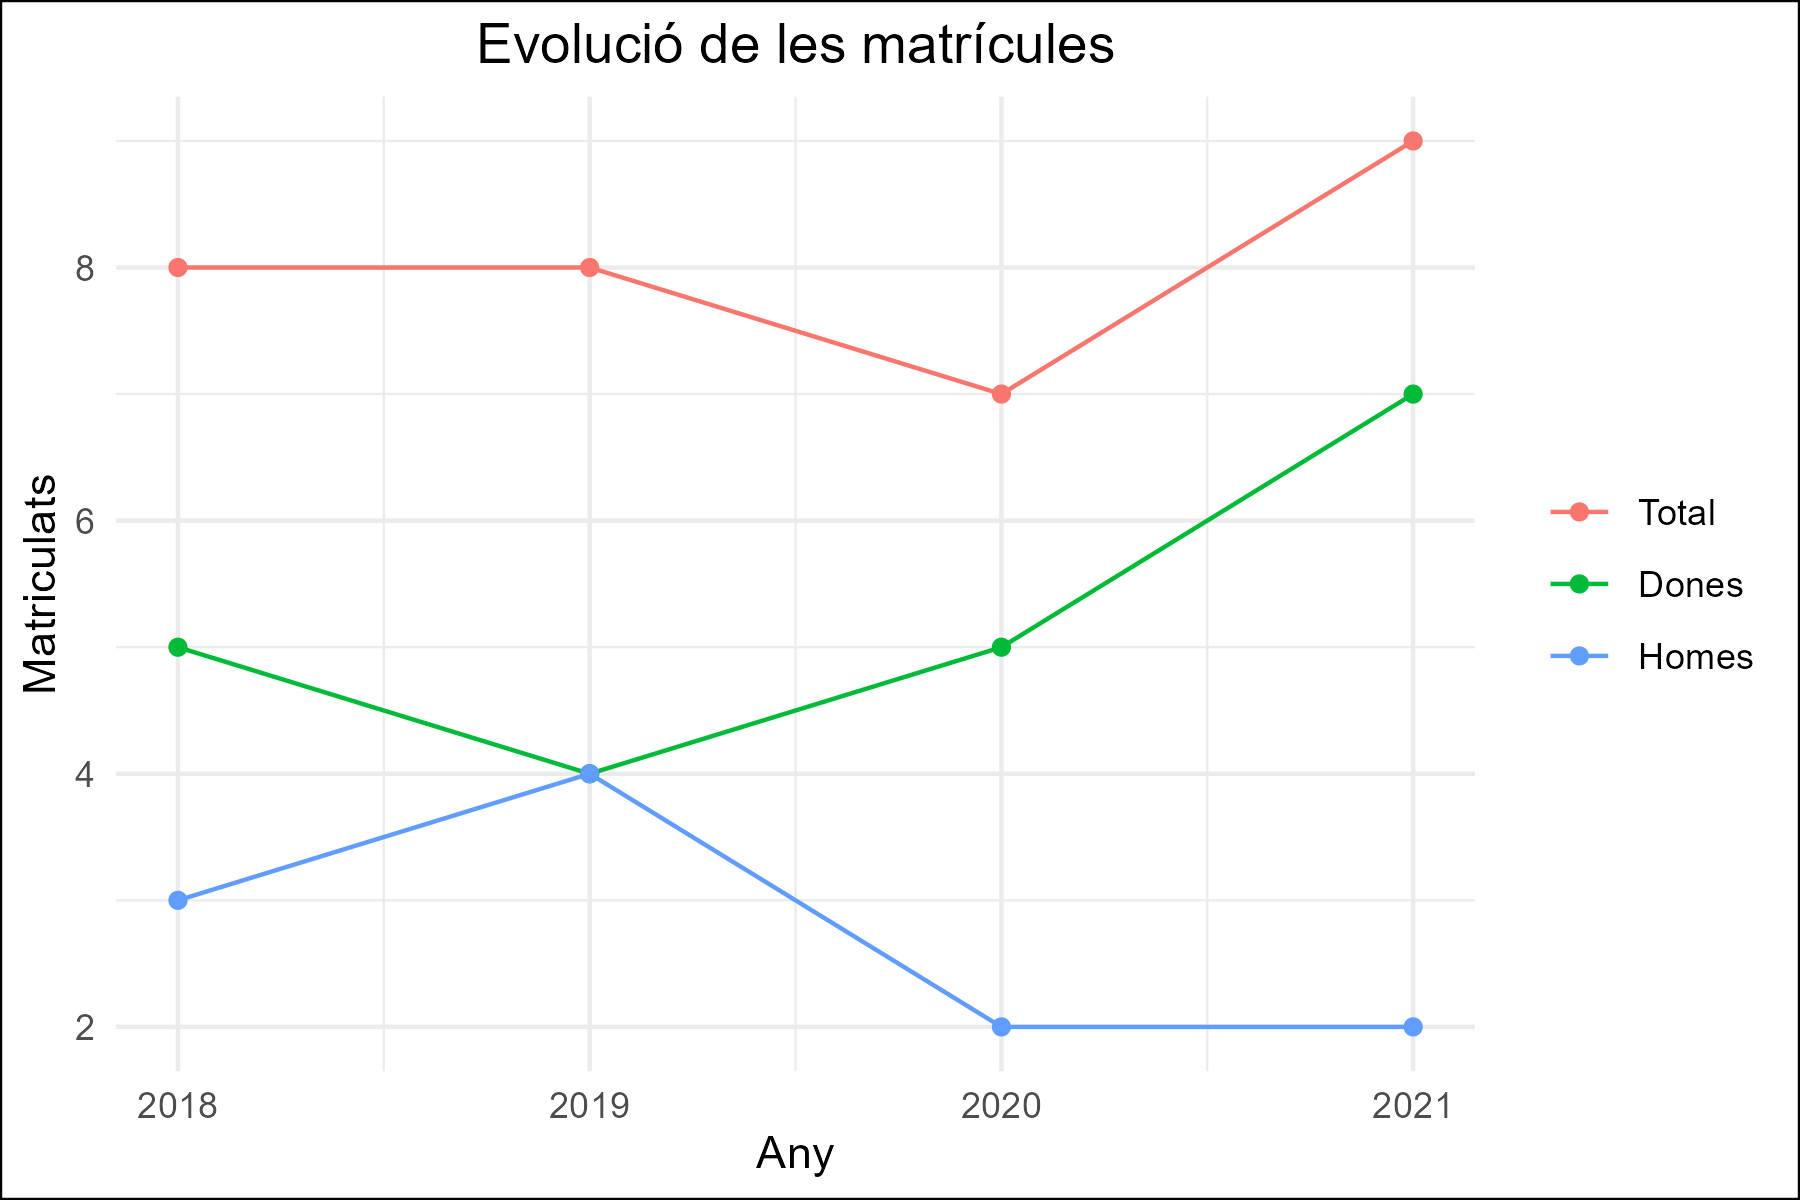 Evolució de les matrícules
Matriculats
8
6
4
2
2018 2019 2020 2021
Any
Total
Dones
Homes